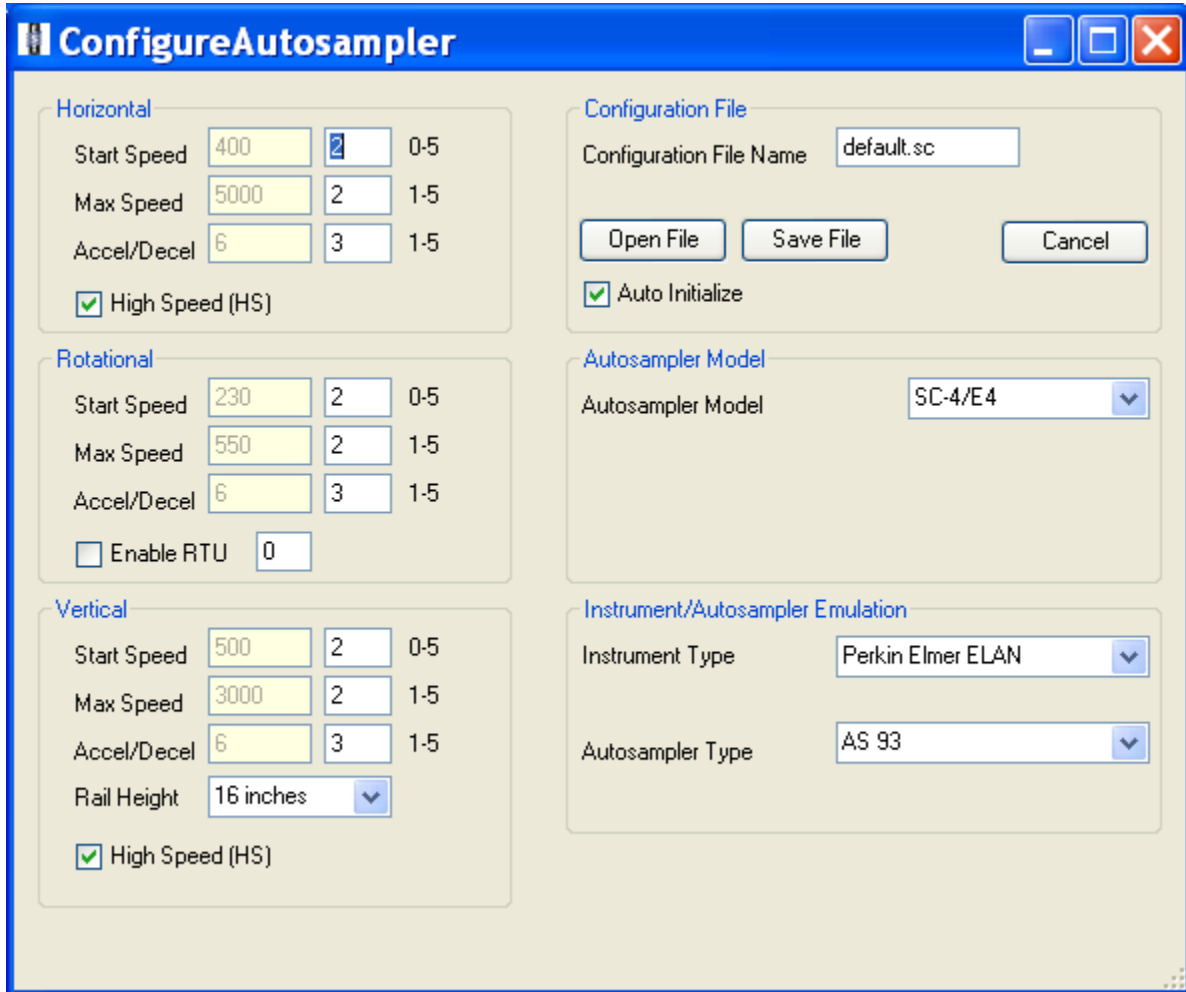 ConfigureAutosampler
Horizontal
Start Speed 400 2 0-5
Max Speed 5000 2 1-5
Accel/Decel 6 3 1-5
High Speed (HS)
Rotational
Start Speed 230 2 0-5
Max Speed 550 2 1-5
Accel/Decel 6 3 1-5
Enable RTU 0
Vertical
Start Speed 500 2 0-5
Max Speed 3000 2 1-5
Accel/Decel 6 3 1-5
Rail Height 16 inches
High Speed (HS)
Configuration File
Configuration File Name default.sc
Open File Save File Cancel
Auto Initialize
Autosampler Model
Autosampler Model SC-4/E4
Instrument/Autosampler Emulation
Instrument Type Perkin Elmer ELAN
Autosampler Type AS 93